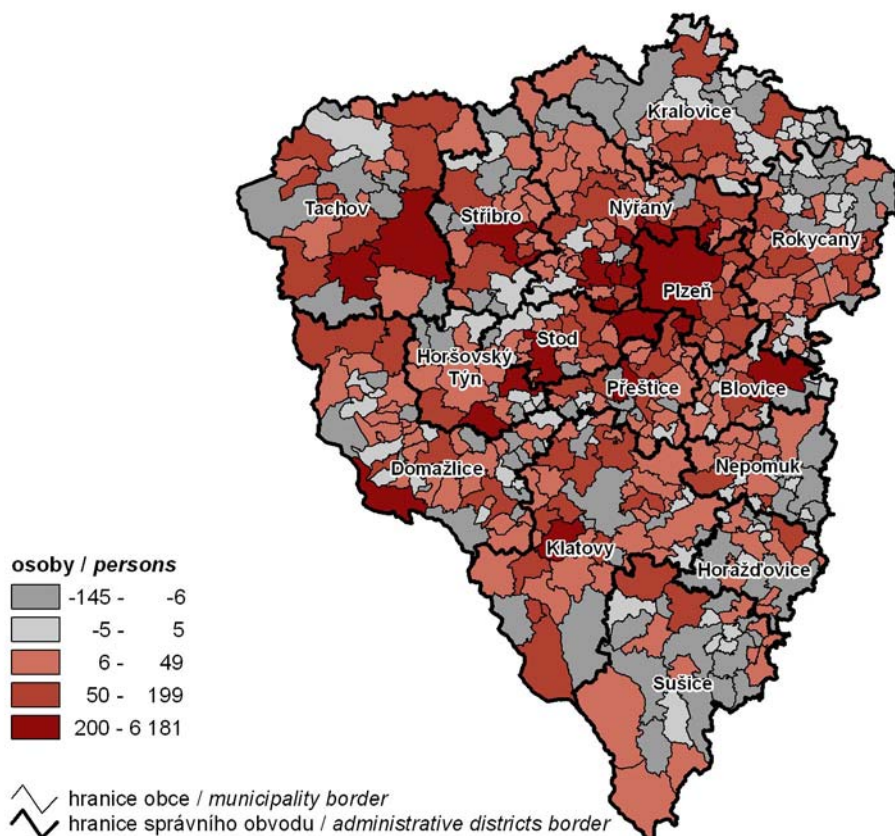 Kralovice
Tachov
Stříbro
Nýřany
Rokycany
Plzeň
Stod
Horšovský
Týn
Přeštice
Blovice
Domažlice
Nepomuk
Klatovy
Horažďovice
Sušice
osoby / persons
-145 - -6
-5 - 5
6 - 49
50 - 199
200 - 6 181
hranice obce / municipality border
hranice správního obvodu / administrative districts border